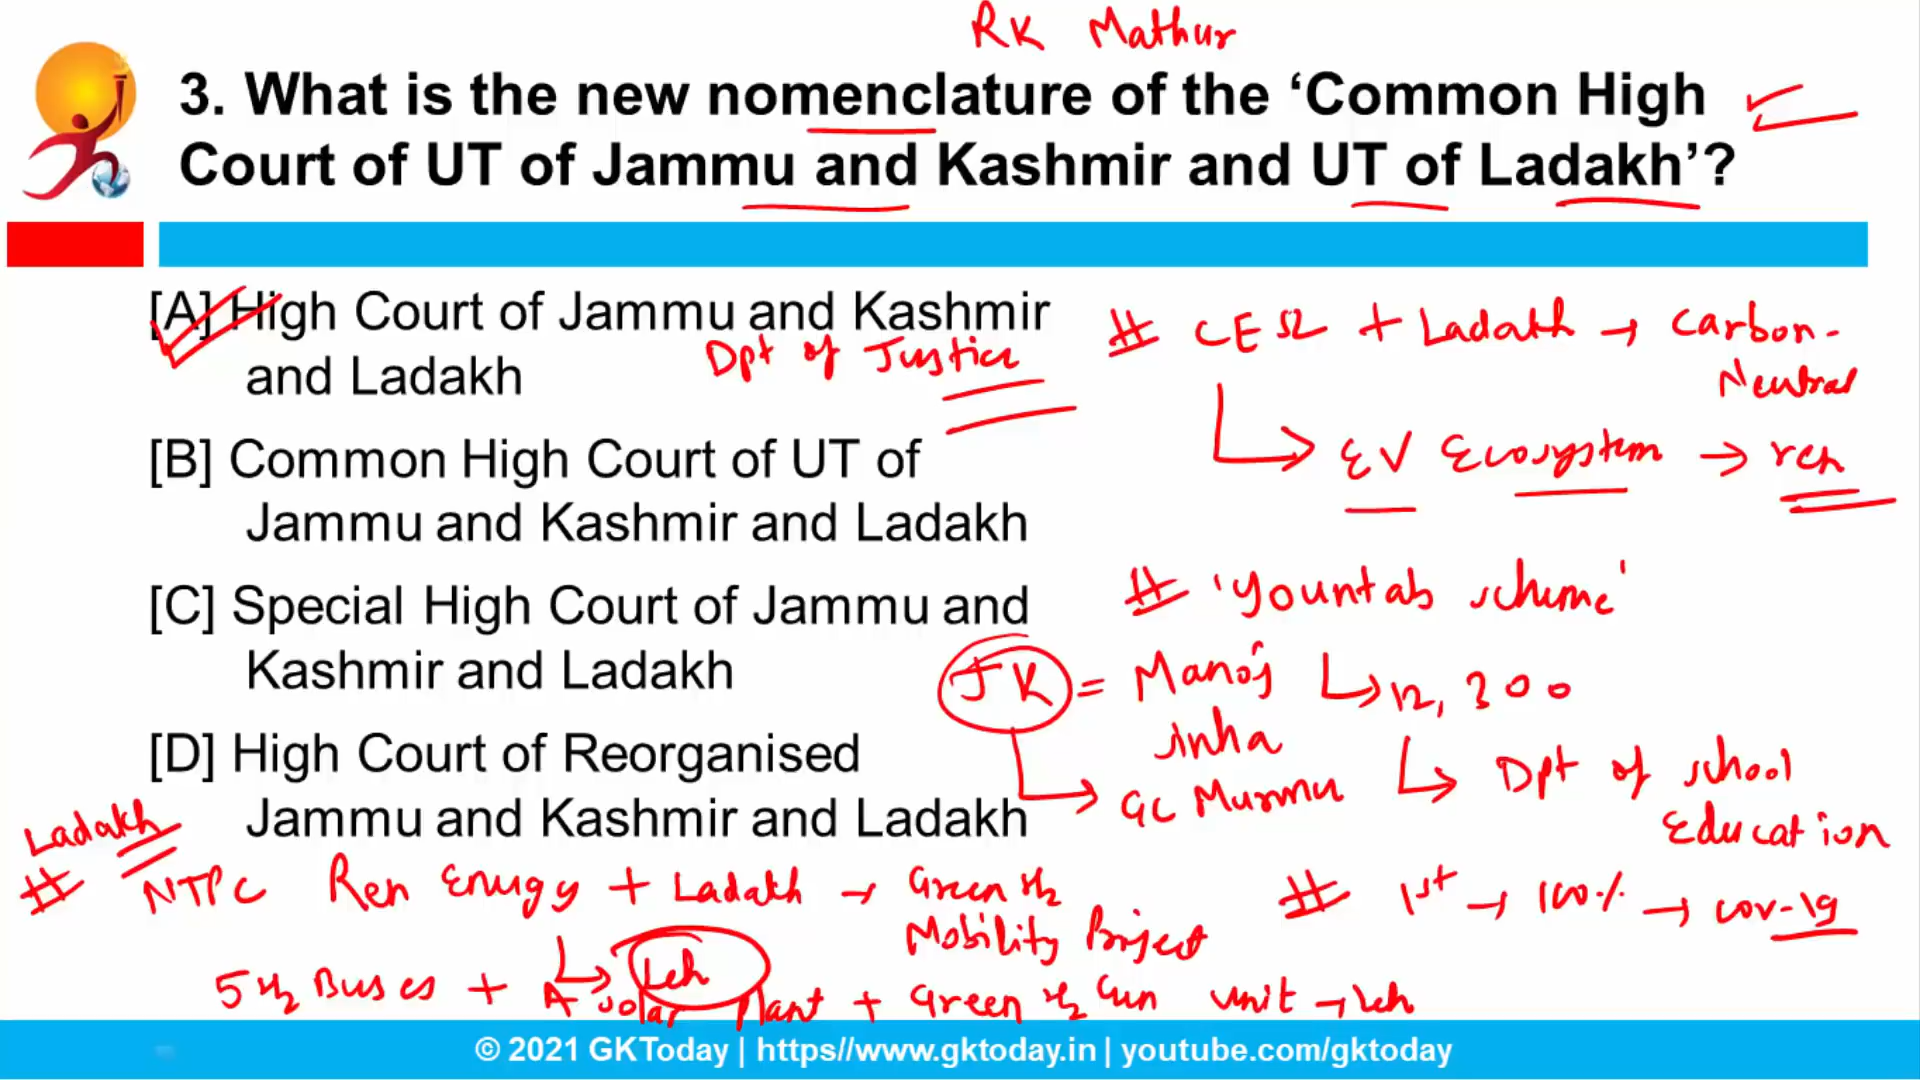 RK Mathur
3. What is the new nomenclature of the ‘Common High
Court of UT of Jammu and Kashmir and UT of Ladakh’?
[A] High Court of Jammu and Kashmir
and Ladakh
Dpt of Justice
[B] Common High Court of UT of
Jammu and Kashmir and Ladakh
[C] Special High Court of Jammu and
Kashmir and Ladakh
[D] High Court of Reorganised
Jammu and Kashmir and Ladakh
# CESL + Ladakh → Carbon-
Neutral
→ EV Ecosystem → ren
# 'Yountab scheme'
JK = Manoj → 12,300
sinha
→ GC Murmu → Dpt of school
Education
Ladakh
# NTPC Ren Energy + Ladakh → Green H2
Mobility Project
# 1st → 100% → cov-19
→ Leh
5 H2 Buses + A solar plant + Green H2 Gen unit → Leh
© 2021 GKToday | https//www.gktoday.in | youtube.com/gktoday